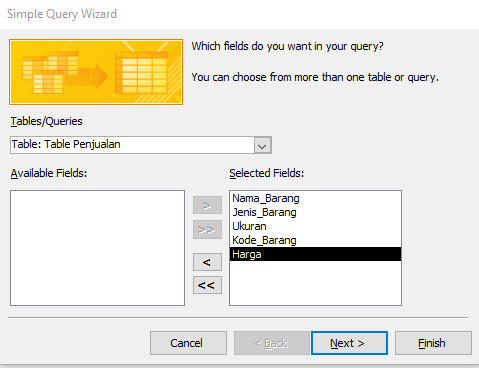 Simple Query Wizard
Which fields do you want in your query?
You can choose from more than one table or query.
Tables/Queries
Table: Table Penjualan
Available Fields:
Selected Fields:
Nama_Barang
Jenis_Barang
Ukuran
Kode_Barang
Harga
>
>>
<
<<
Cancel
< Back
Next >
Finish